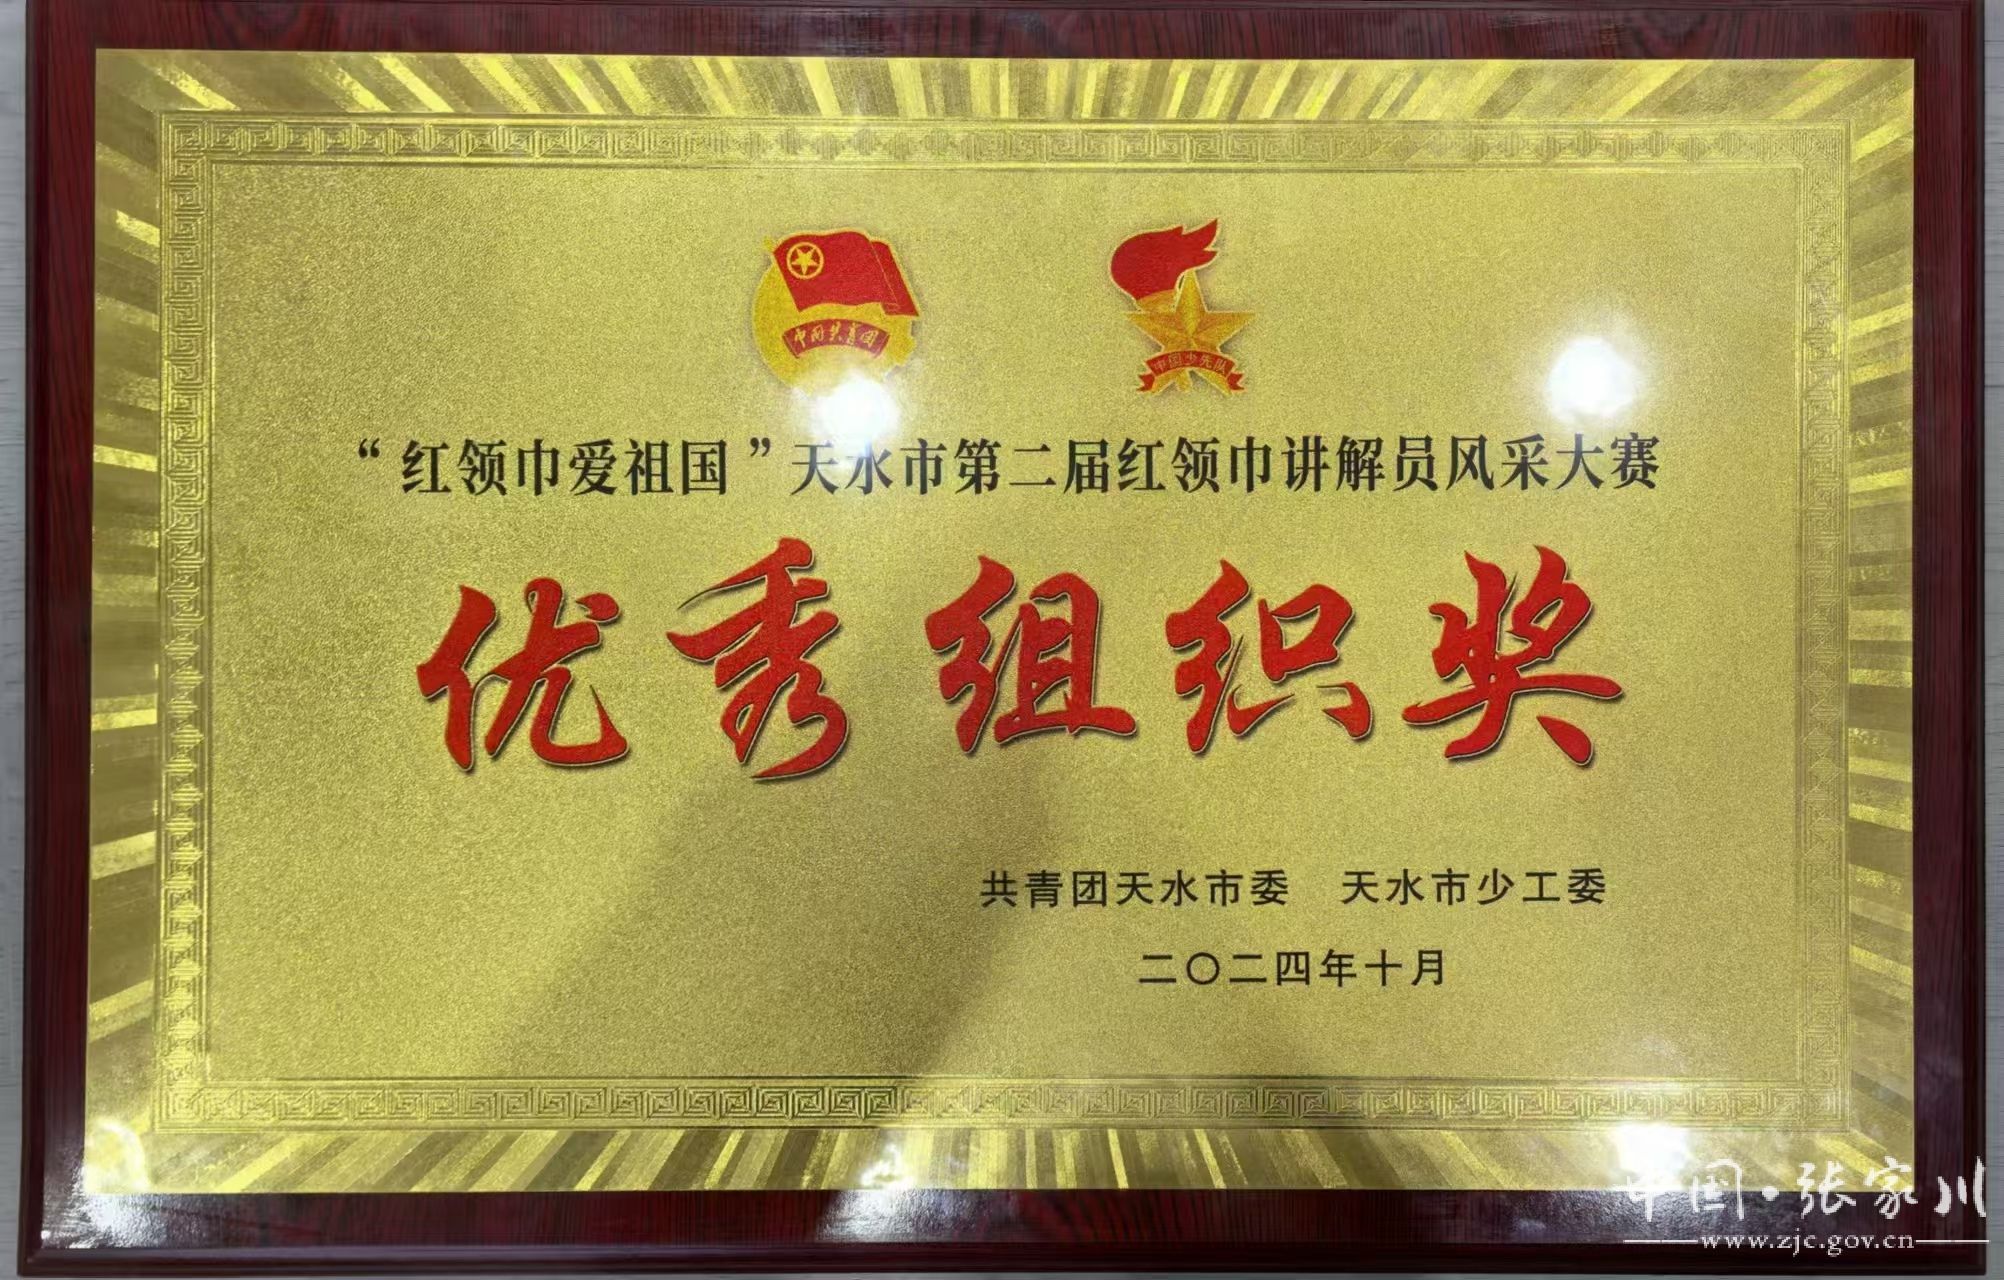 中国共青团
中国少先队
“红领巾爱祖国”天水市第二届红领巾讲解员风采大赛
优秀组织奖
共青团天水市委 天水市少工委
二〇二四年十月
中国·张家川
www.zjc.gov.cn